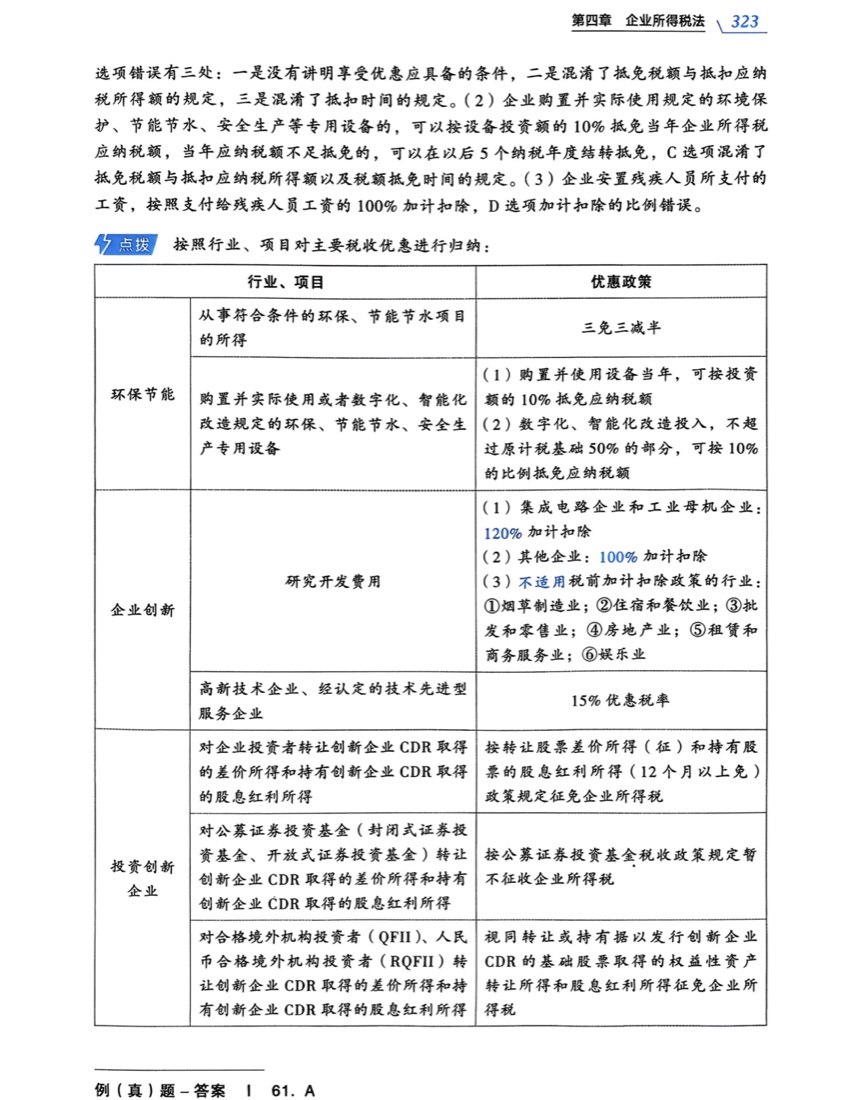 第四章 企业所得税法 323
选项错误有三处：一是没有讲明享受优惠应具备的条件，二是混淆了抵免税额与抵扣应纳
税所得额的规定，三是混淆了抵扣时间的规定。（2）企业购置并实际使用规定的环境保
护、节能节水、安全生产等专用设备的，可以按设备投资额的 10% 抵免当年企业所得税
应纳税额，当年应纳税额不足抵免的，可以在以后 5 个纳税年度结转抵免，C 选项混淆了
抵免税额与抵扣应纳税所得额以及税额抵免时间的规定。（3）企业安置残疾人员所支付的
工资，按照支付给残疾人员工资的 100% 加计扣除，D 选项加计扣除的比例错误。
点拨 按照行业、项目对主要税收优惠进行归纳：
行业、项目 优惠政策
环保节能
从事符合条件的环保、节能节水项目
的所得
三免三减半
购置并实际使用或者数字化、智能化
改造规定的环保、节能节水、安全生
产专用设备
（1）购置并使用设备当年，可按投资
额的 10% 抵免应纳税额
（2）数字化、智能化改造投入，不超
过原计税基础 50% 的部分，可按 10%
的比例抵免应纳税额
企业创新
研究开发费用
（1）集成电路企业和工业母机企业：
120% 加计扣除
（2）其他企业：100% 加计扣除
（3）不适用税前加计扣除政策的行业：
①烟草制造业；②住宿和餐饮业；③批
发和零售业；④房地产业；⑤租赁和
商务服务业；⑥娱乐业
高新技术企业、经认定的技术先进型
服务企业
15% 优惠税率
投资创新
企业
对企业投资者转让创新企业 CDR 取得
的差价所得和持有创新企业 CDR 取得
的股息红利所得
按转让股票差价所得（征）和持有股
票的股息红利所得（12 个月以上免）
政策规定征免企业所得税
对公募证券投资基金（封闭式证券投
资基金、开放式证券投资基金）转让
创新企业 CDR 取得的差价所得和持有
创新企业 CDR 取得的股息红利所得
按公募证券投资基金税收政策规定暂
不征收企业所得税
对合格境外机构投资者（QFII）、人民
币合格境外机构投资者（RQFII）转
让创新企业 CDR 取得的差价所得和持
有创新企业 CDR 取得的股息红利所得
视同转让或持有据以发行创新企业
CDR 的基础股票取得的权益性资产
转让所得和股息红利所得征免企业所
得税
例（真）题－答案 Ⅰ 61. A